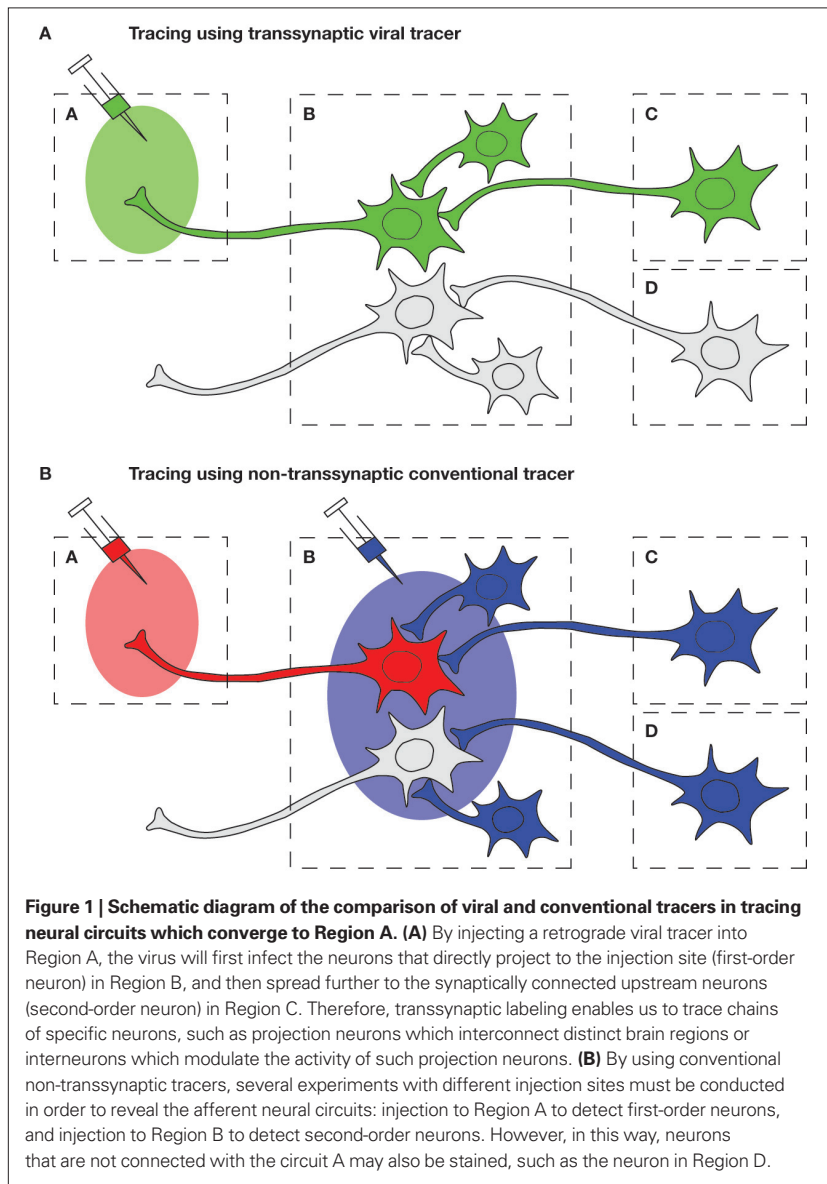 A Tracing using transsynaptic viral tracer
A
B
C
D
B Tracing using non-transsynaptic conventional tracer
A
B
C
D
Figure 1 | Schematic diagram of the comparison of viral and conventional tracers in tracing
neural circuits which converge to Region A. (A) By injecting a retrograde viral tracer into
Region A, the virus will first infect the neurons that directly project to the injection site (first-order
neuron) in Region B, and then spread further to the synaptically connected upstream neurons
(second-order neuron) in Region C. Therefore, transsynaptic labeling enables us to trace chains
of specific neurons, such as projection neurons which interconnect distinct brain regions or
interneurons which modulate the activity of such projection neurons. (B) By using conventional
non-transsynaptic tracers, several experiments with different injection sites must be conducted
in order to reveal the afferent neural circuits: injection to Region A to detect first-order neurons,
and injection to Region B to detect second-order neurons. However, in this way, neurons
that are not connected with the circuit A may also be stained, such as the neuron in Region D.